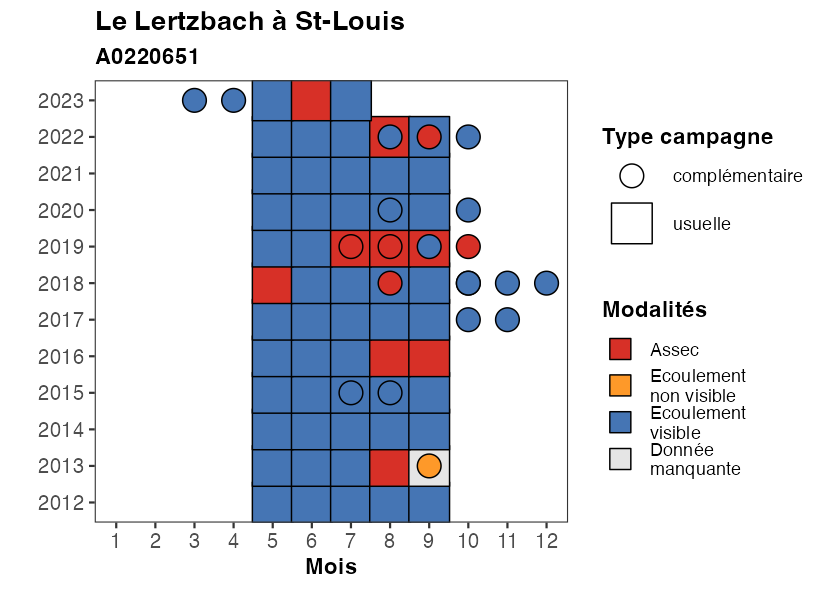 Le Lertzbach à St-Louis
A0220651
2023
2022
2021
2020
2019
2018
2017
2016
2015
2014
2013
2012
1 2 3 4 5 6 7 8 9 10 11 12
Mois
Type campagne
complémentaire
usuelle
Modalités
Assec
Ecoulement
non visible
Ecoulement
visible
Donnée
manquante